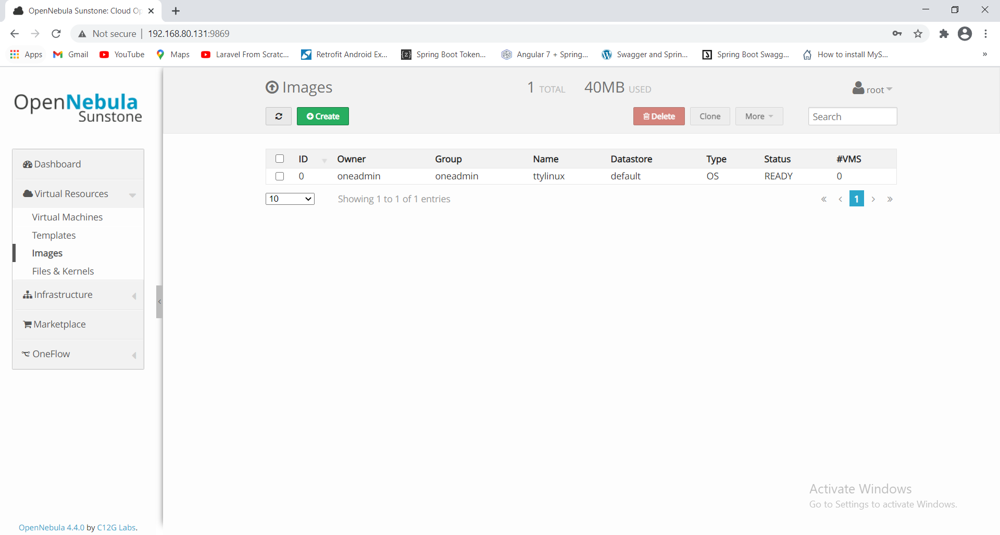 OpenNebula Sunstone: Cloud Op
Not secure 192.168.80.131:9869
Apps Gmail YouTube Maps Laravel From Scratc... Retrofit Android Ex... Spring Boot Token... Angular 7 + Spring... Swagger and Sprin... Spring Boot Swagg... How to install MyS... »
OpenNebula
Sunstone
Images 1 TOTAL 40MB USED root
Create Delete Clone More Search
Dashboard
Virtual Resources
Virtual Machines
Templates
Images
Files & Kernels
Infrastructure
Marketplace
OneFlow
ID Owner Group Name Datastore Type Status #VMS
0 oneadmin oneadmin ttylinux default OS READY 0
10 Showing 1 to 1 of 1 entries « ‹ 1 › »
Activate Windows
Go to Settings to activate Windows.
OpenNebula 4.4.0 by C12G Labs.